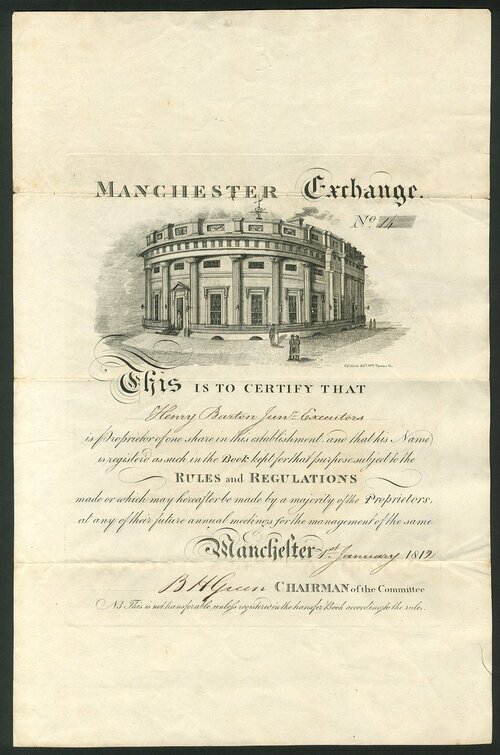 MANCHESTER Exchange.
No. 14
This IS TO CERTIFY THAT
Henry Barton Junr. Executors
is Proprietor of one share in this establishment and that his Name
is registerd as such in the Book kept for that purpose subject to the
RULES and REGULATIONS
made or which may hereafter be made by a majority of the Proprietors,
at any of their future annual meetings for the management of the same.
Manchester 1st. January 1812
B H Green CHAIRMAN of the Committee
NB. This is not transferable, unless registered in the transfer Book according to the rules.